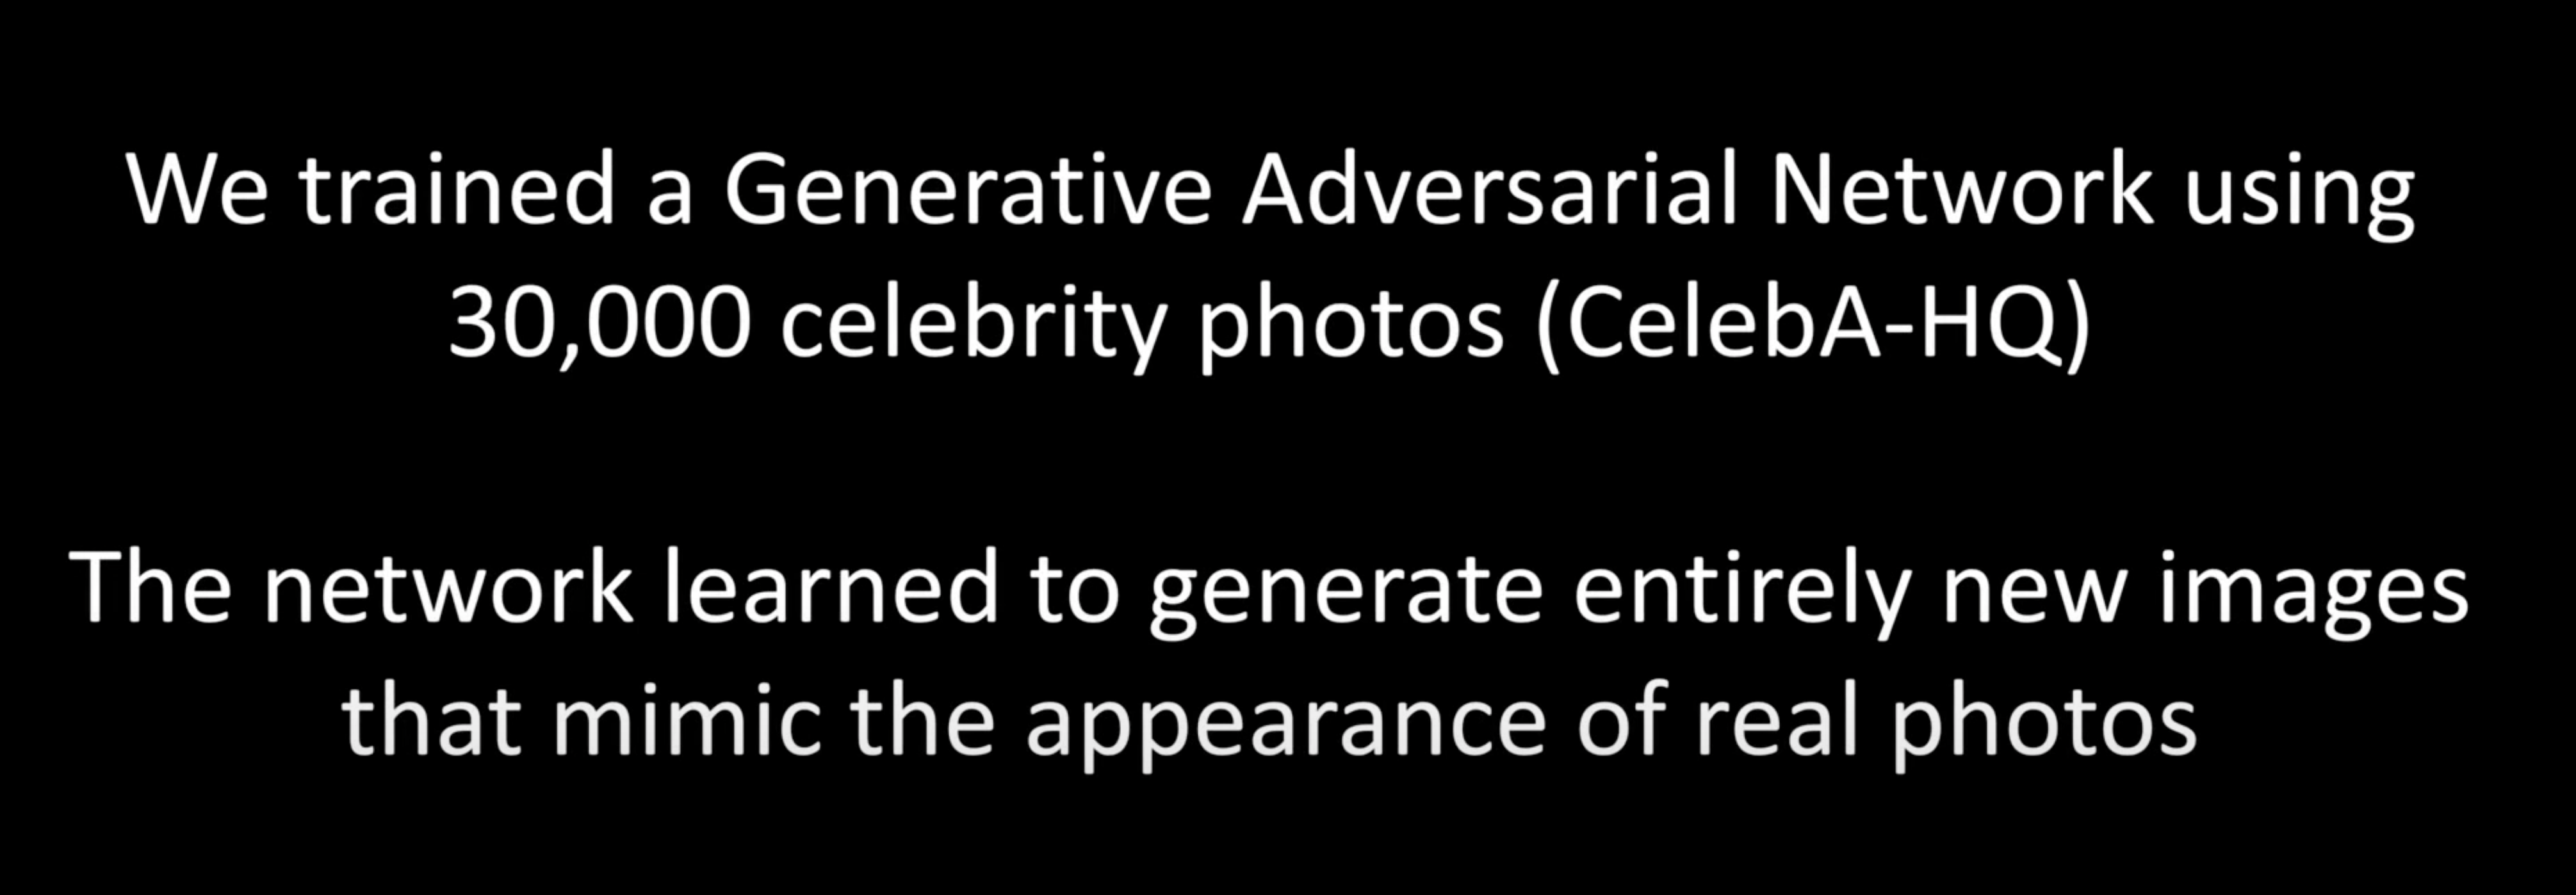 We trained a Generative Adversarial Network using
30,000 celebrity photos (CelebA-HQ)
The network learned to generate entirely new images
that mimic the appearance of real photos